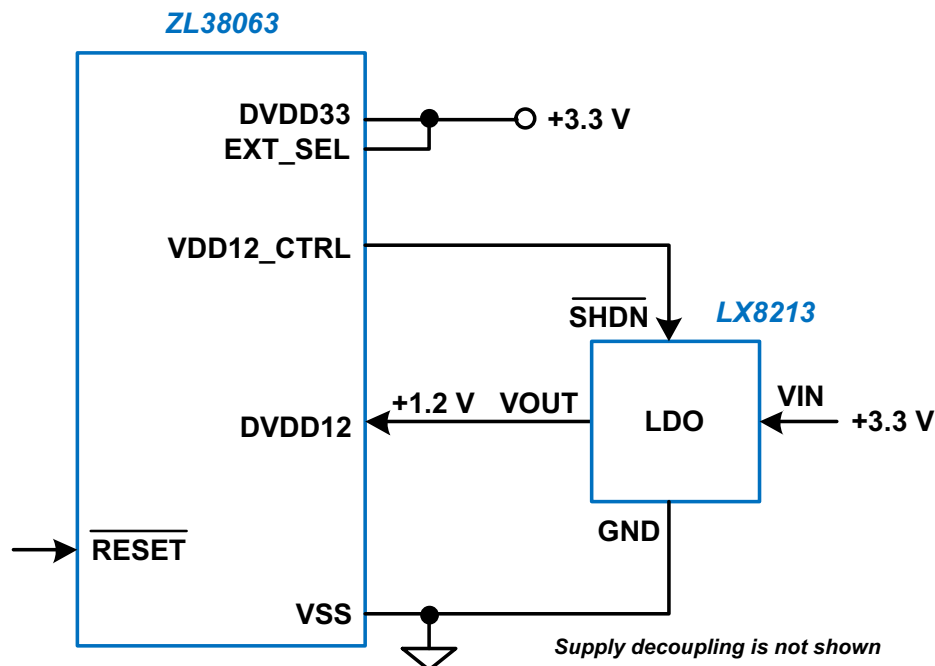 ZL38063
DVDD33
+3.3 V
EXT_SEL
VDD12_CTRL
SHDN
LX8213
+1.2 V
VOUT
VIN
DVDD12
LDO
+3.3 V
GND
RESET
VSS
Supply decoupling is not shown